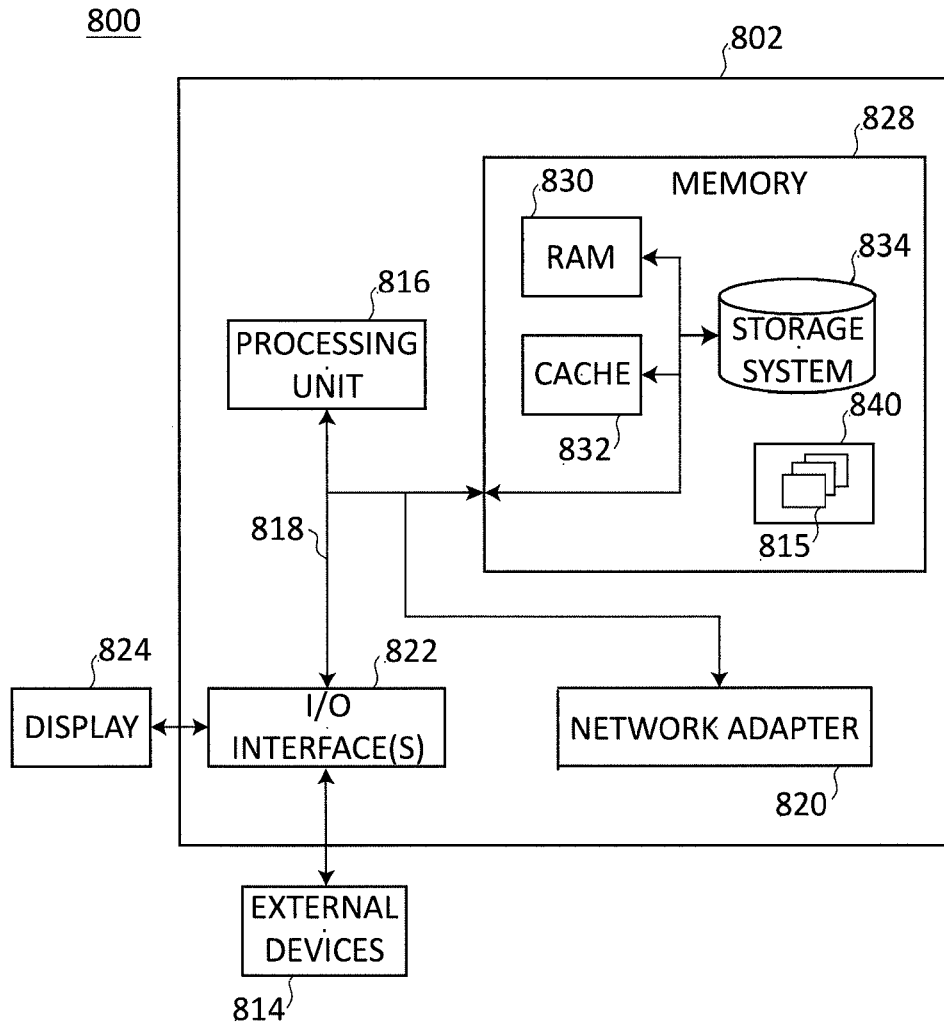 800
802
828
MEMORY
830
RAM
834
STORAGE
SYSTEM
816
PROCESSING
UNIT
CACHE
832
840
815
818
824
DISPLAY
822
I/O
INTERFACE(S)
NETWORK ADAPTER
820
EXTERNAL
DEVICES
814